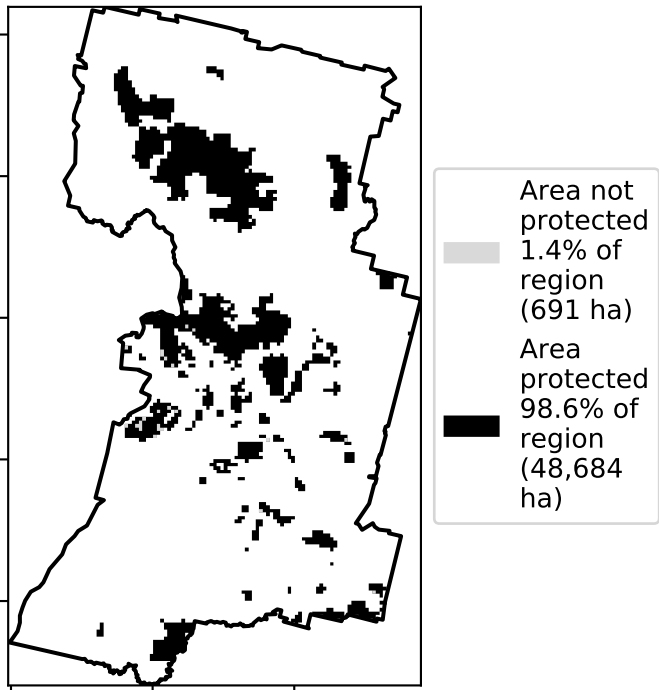 Area not
protected
1.4% of
region
(691 ha)
Area
protected
98.6% of
region
(48,684
ha)